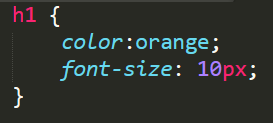 h1 {
    color:orange;
    font-size: 10px;
}